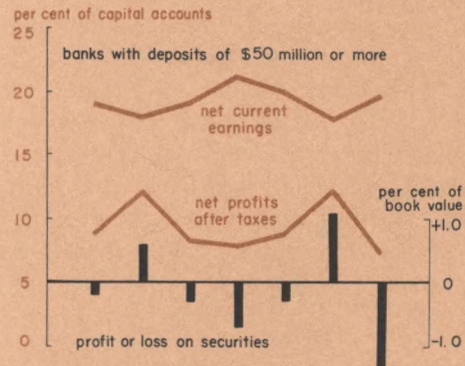 per cent of capital accounts
25
banks with deposits of $50 million or more
20
net current
earnings
15
per cent of
book value
net profits
after taxes
10
+1.0
5
0
profit or loss on securities
0
-1.0